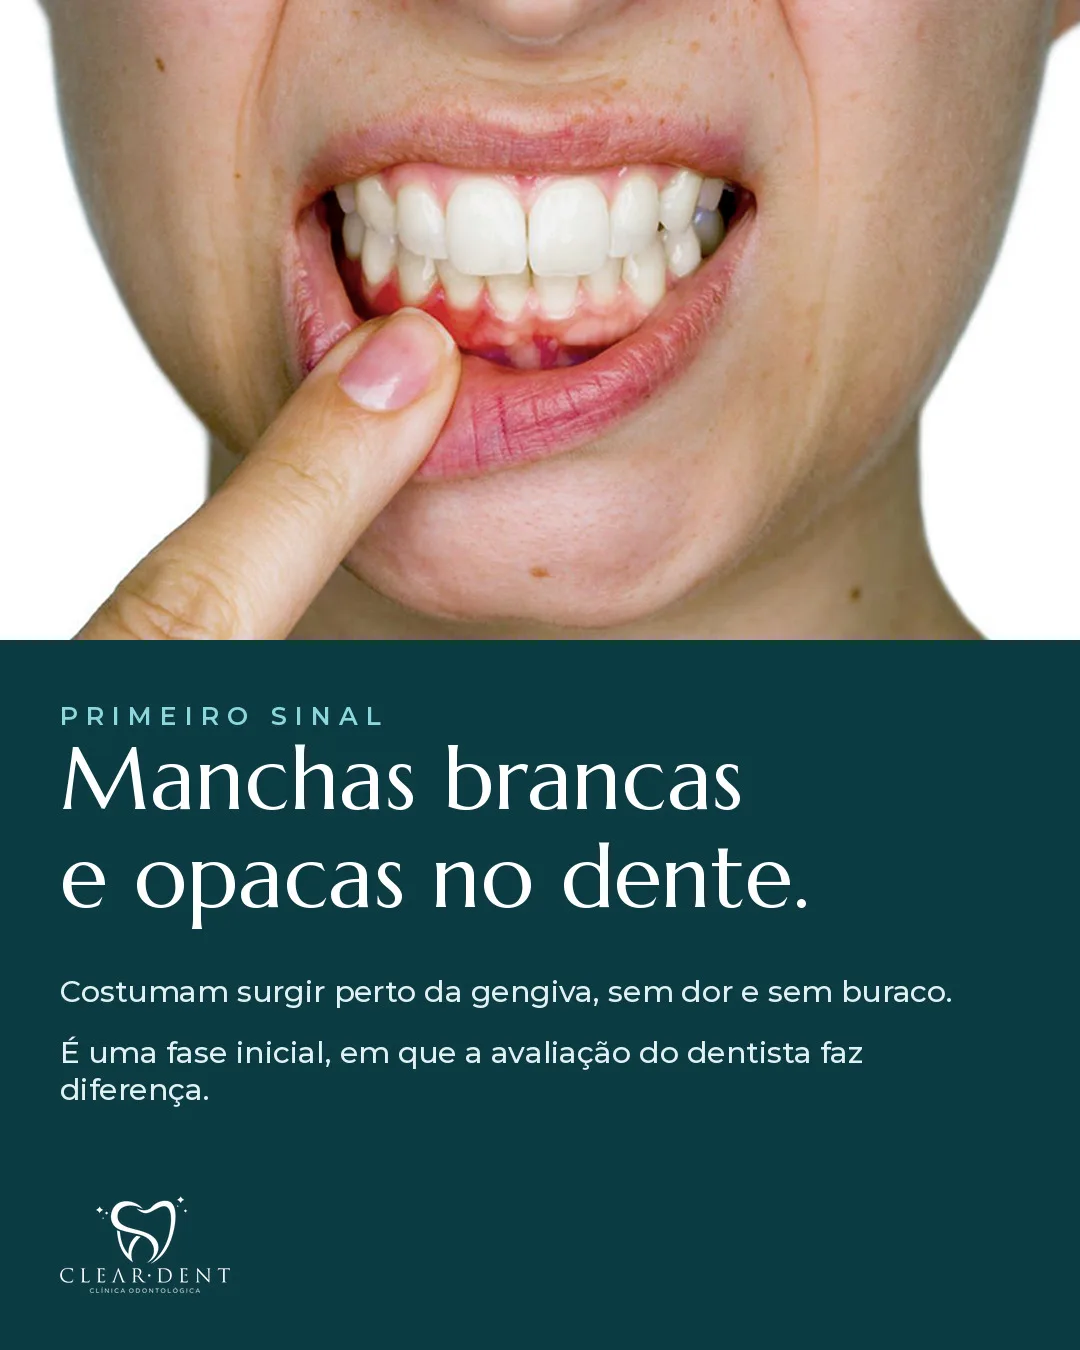 PRIMEIRO SINAL
Manchas brancas
e opacas no dente.
Costumam surgir perto da gengiva, sem dor e sem buraco.
É uma fase inicial, em que a avaliação do dentista faz
diferença.
CLEAR·DENT
CLÍNICA ODONTOLÓGICA